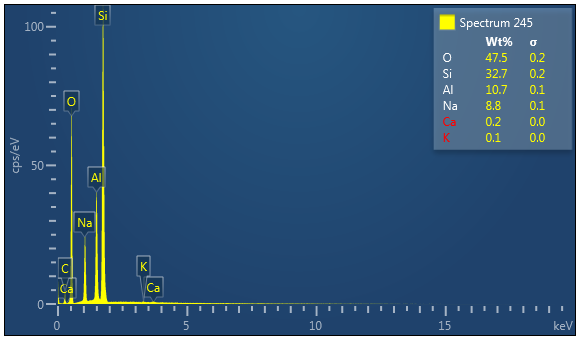 Spectrum 245
Wt% σ
O 47.5 0.2
Si 32.7 0.2
Al 10.7 0.1
Na 8.8 0.1
Ca 0.2 0.0
K 0.1 0.0
100
Si
O
cps/eV
50
Al
Na
C
K
Ca
Ca
0
0 5 10 15 keV